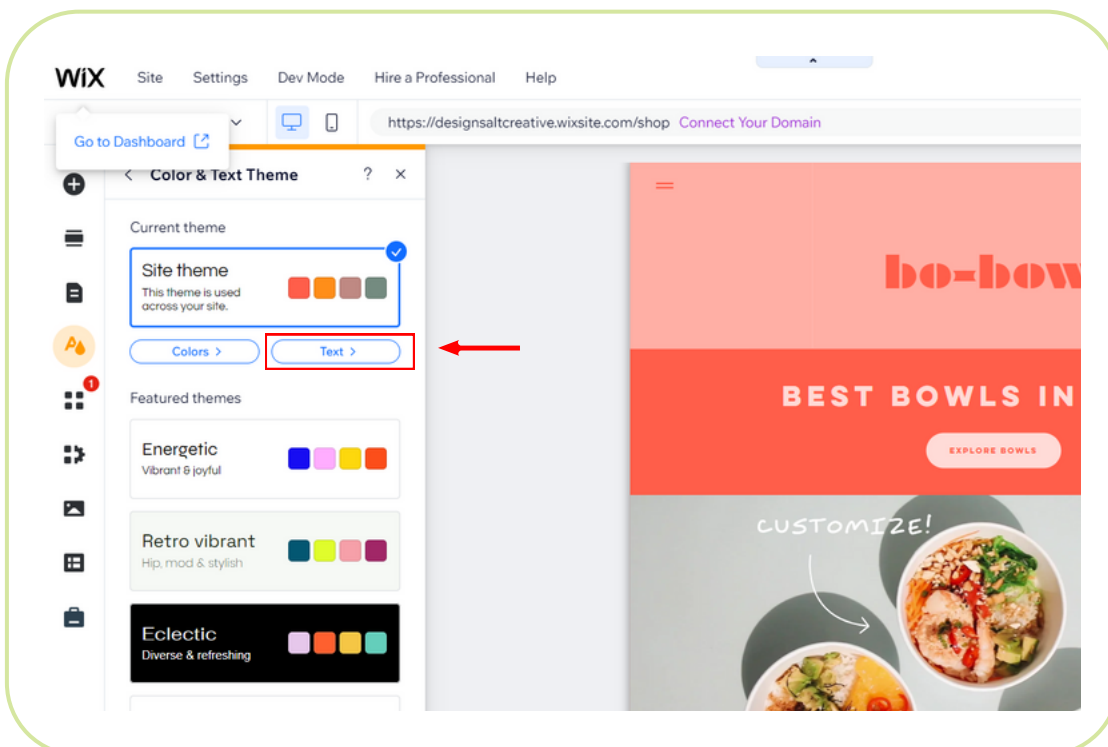 WiX Site Settings Dev Mode Hire a Professional Help
Go to Dashboard
https://designsaltcreative.wixsite.com/shop Connect Your Domain
Color & Text Theme ? ×
Current theme
Site theme
This theme is used
across your site.
Colors >
Text >
1
Featured themes
Energetic
Vibrant & joyful
Retro vibrant
Hip, mod & stylish
Eclectic
Diverse & refreshing
bo-bow
BEST BOWLS IN
EXPLORE BOWLS
CUSTOMIZE!